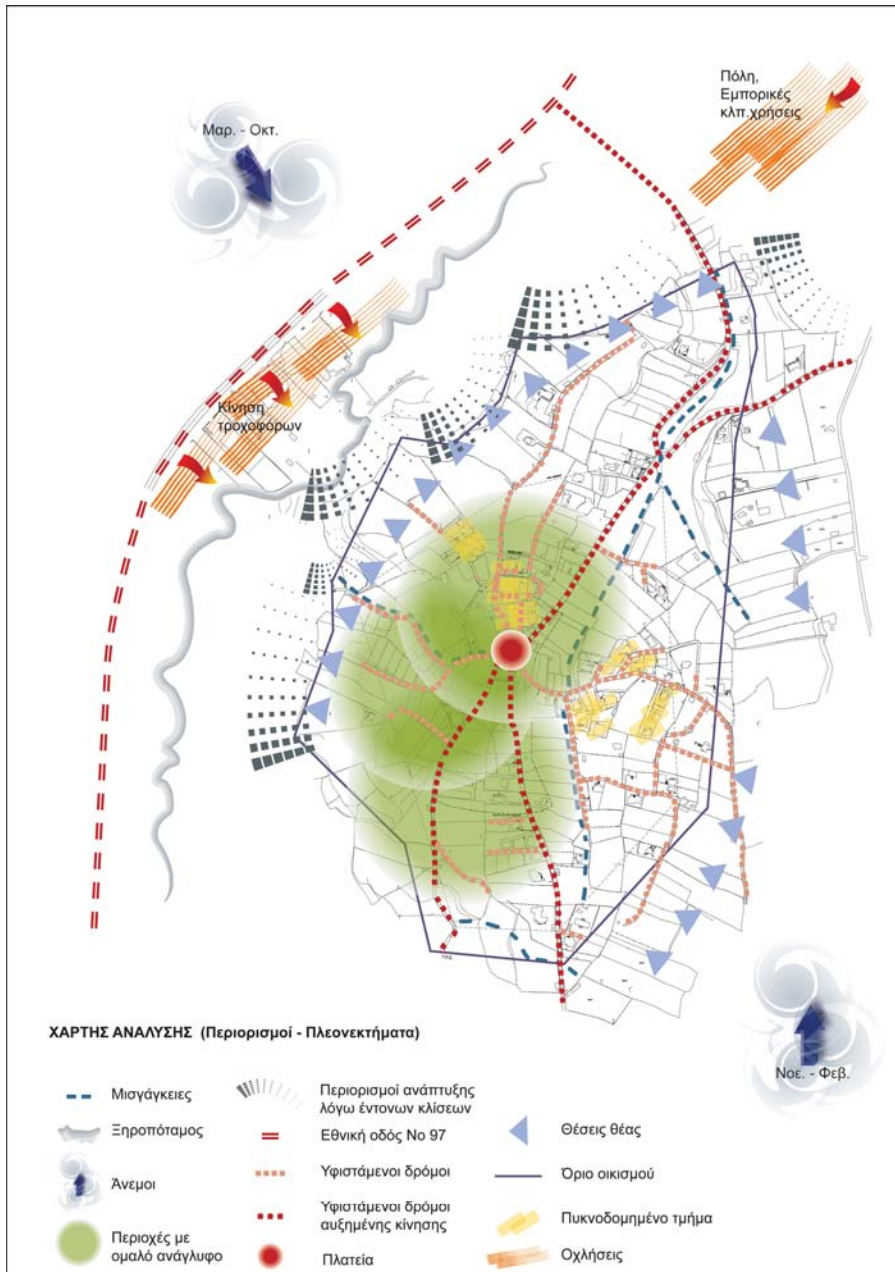 Πόλη,
Εμπορικές
κλπ.χρήσεις
Μαρ. - Οκτ.
Κίνηση
τροχοφόρων
Νοε. - Φεβ.
ΧΑΡΤΗΣ ΑΝΑΛΥΣΗΣ (Περιορισμοί - Πλεονεκτήματα)
Μισγάγκειες
Ξηροπόταμος
Άνεμοι
Περιοχές με
ομαλό ανάγλυφο
Περιορισμοί ανάπτυξης
λόγω έντονων κλίσεων
Εθνική οδός Νο 97
Υφιστάμενοι δρόμοι
Υφιστάμενοι δρόμοι
αυξημένης κίνησης
Πλατεία
Θέσεις θέας
Όριο οικισμού
Πυκνοδομημένο τμήμα
Οχλήσεις